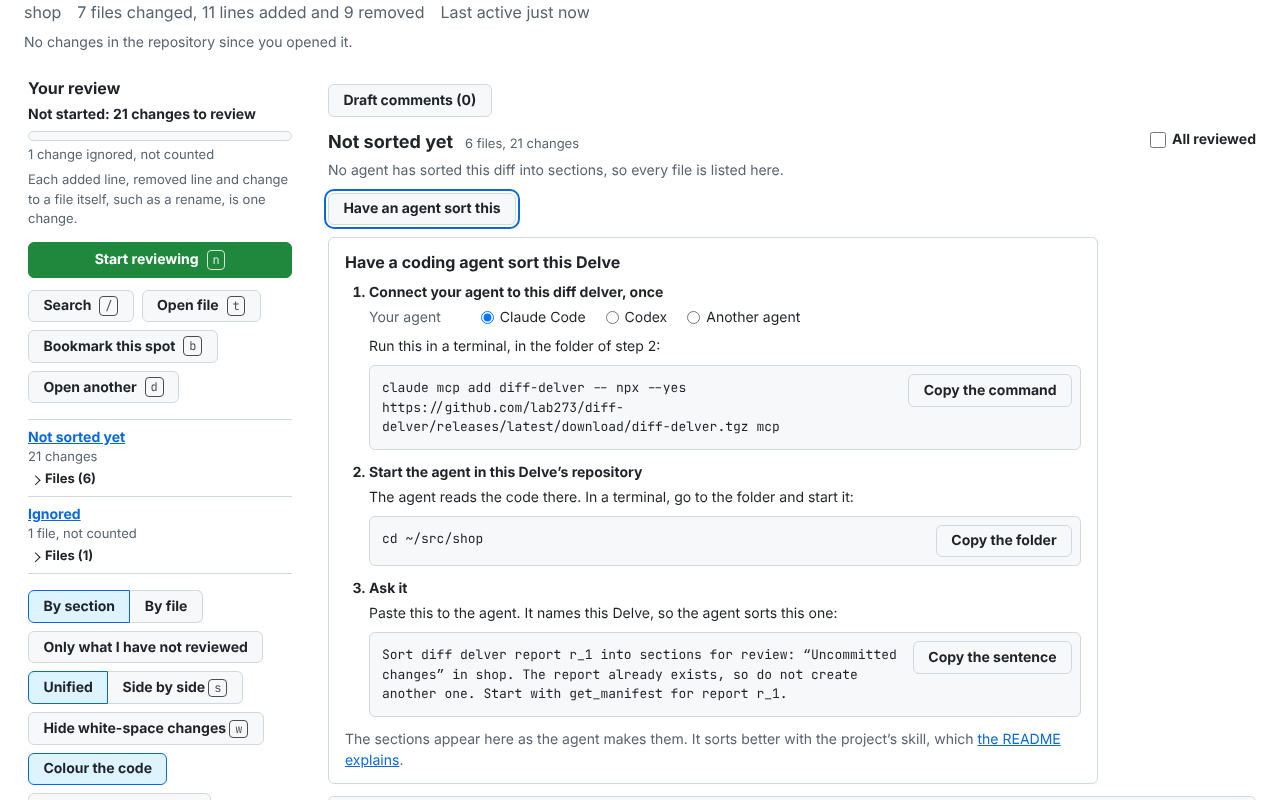 shop 7 files changed, 11 lines added and 9 removed Last active just now
No changes in the repository since you opened it.
Your review
Not started: 21 changes to review
1 change ignored, not counted
Each added line, removed line and change
to a file itself, such as a rename, is one
change.
Start reviewing n
Search / Open file t
Bookmark this spot b
Open another d
Not sorted yet
21 changes
Files (6)
Ignored
1 file, not counted
Files (1)
By section By file
Only what I have not reviewed
Unified Side by side s
Hide white-space changes w
Colour the code
Draft comments (0)
Not sorted yet 6 files, 21 changes
All reviewed
No agent has sorted this diff into sections, so every file is listed here.
Have an agent sort this
Have a coding agent sort this Delve
1. Connect your agent to this diff delver, once
Your agent Claude Code Codex Another agent
Run this in a terminal, in the folder of step 2:
claude mcp add diff-delver -- npx --yes
https://github.com/lab273/diff-
delver/releases/latest/download/diff-delver.tgz mcp
Copy the command
2. Start the agent in this Delve’s repository
The agent reads the code there. In a terminal, go to the folder and start it:
cd ~/src/shop
Copy the folder
3. Ask it
Paste this to the agent. It names this Delve, so the agent sorts this one:
Sort diff delver report r_1 into sections for review: “Uncommitted
changes” in shop. The report already exists, so do not create
another one. Start with get_manifest for report r_1.
Copy the sentence
The sections appear here as the agent makes them. It sorts better with the project’s skill, which the README
explains.